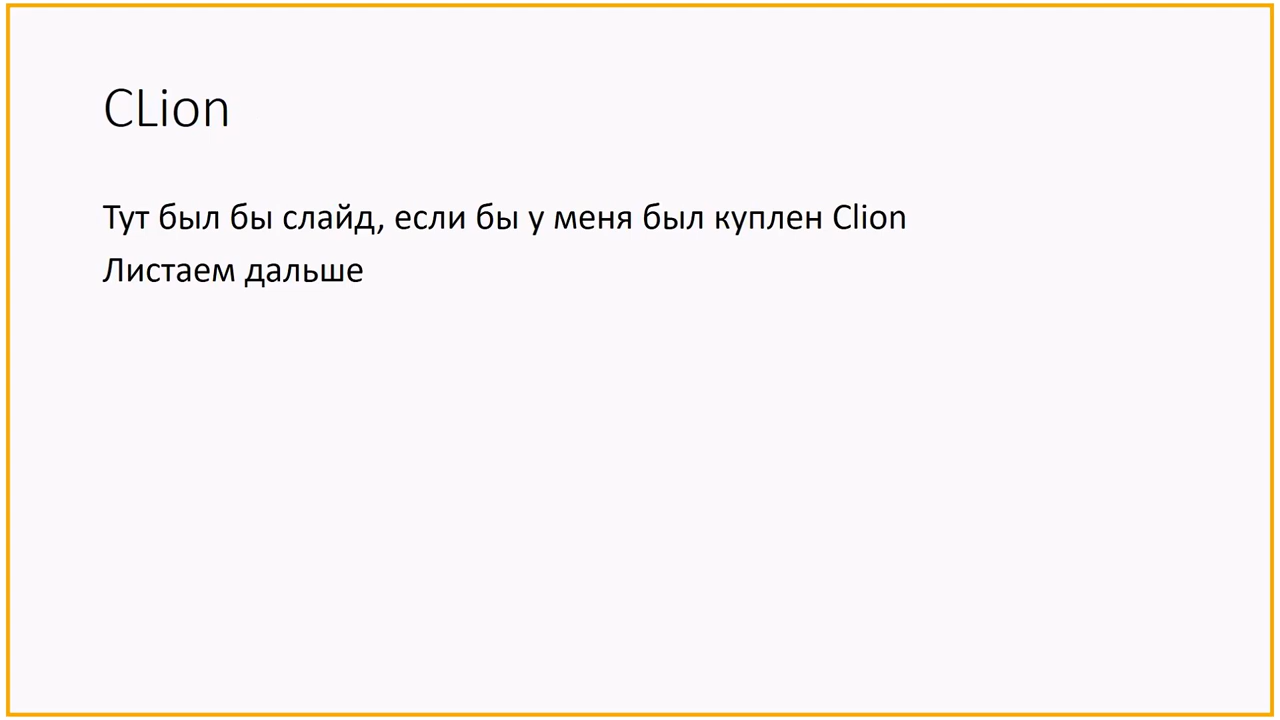 CLion
Тут был бы слайд, если бы у меня был куплен Clion
Листаем дальше